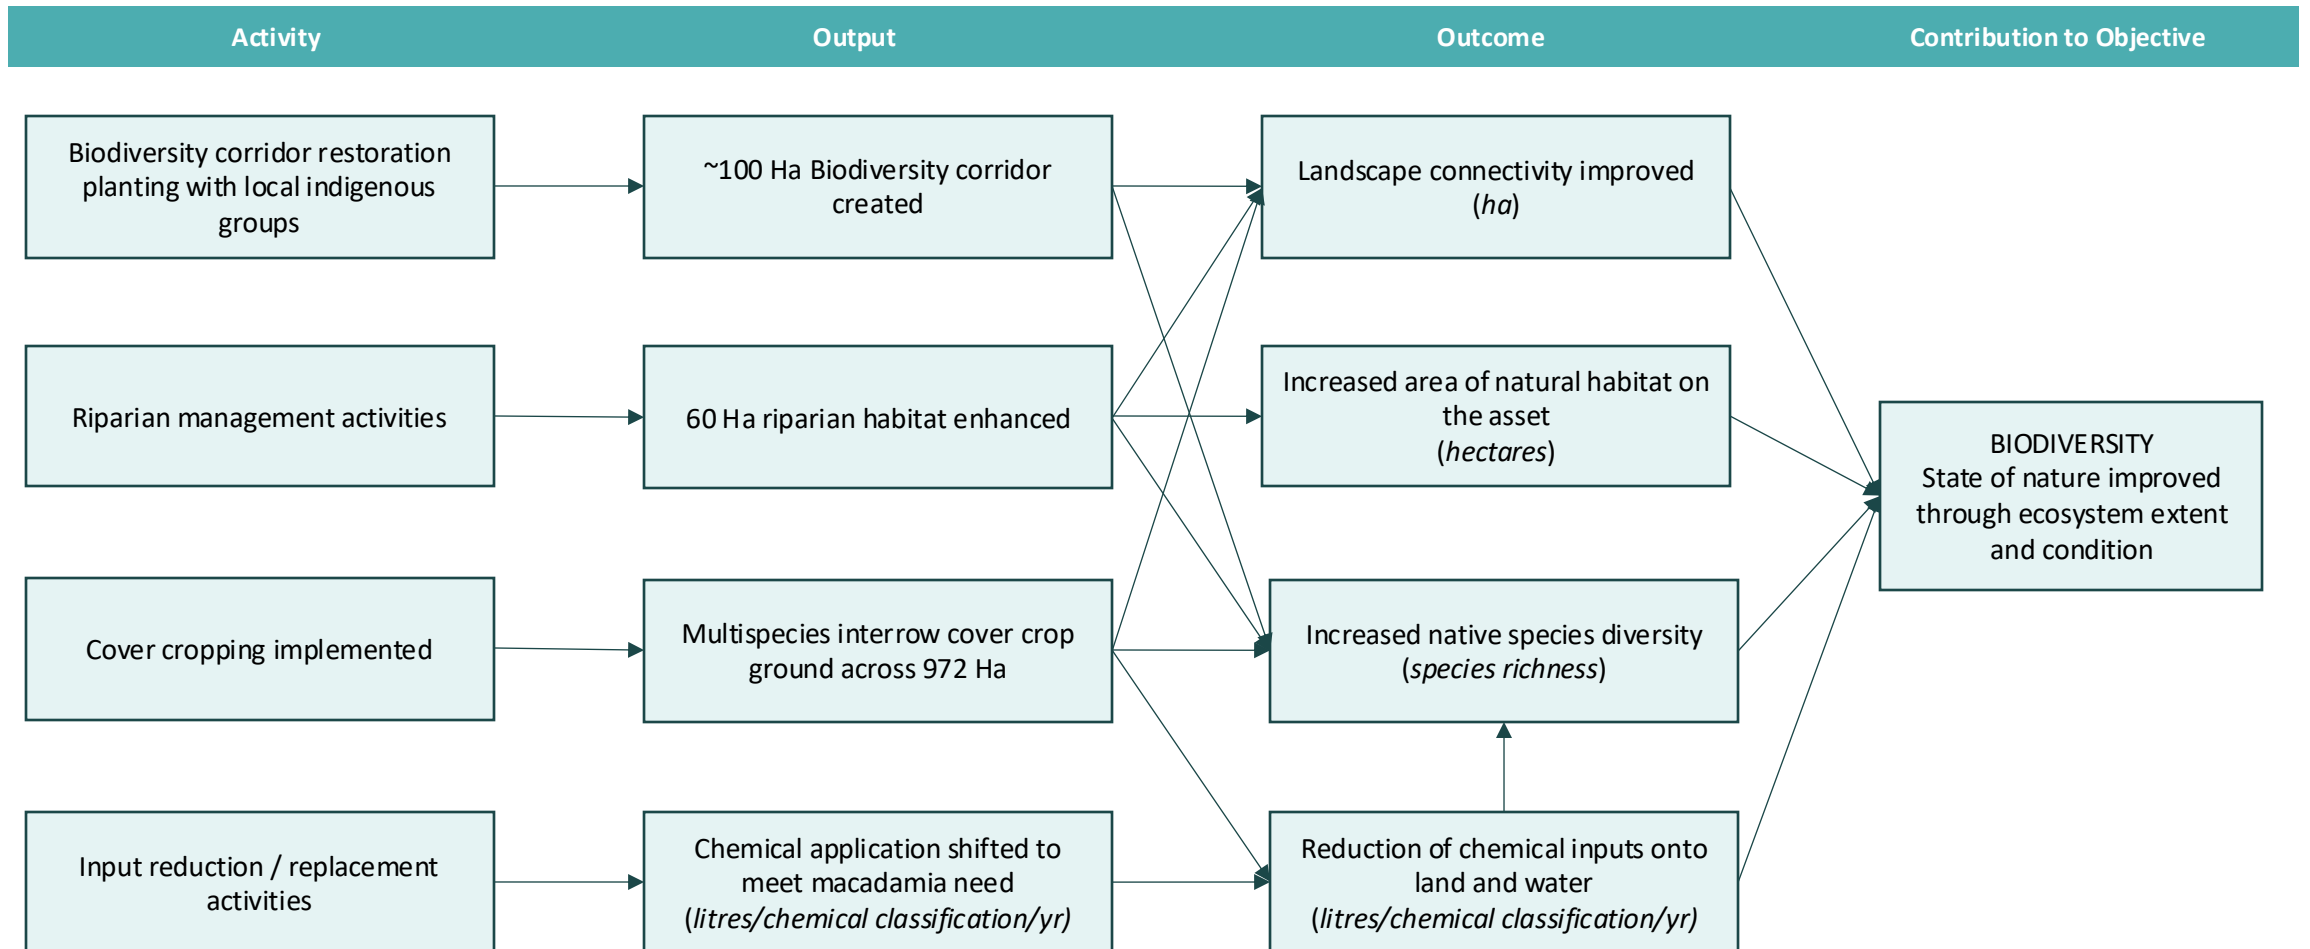 Activity
Output
Outcome
Contribution to Objective
Biodiversity corridor restoration
planting with local indigenous
groups
~100 Ha Biodiversity corridor
created
Landscape connectivity improved
(ha)
Riparian management activities
60 Ha riparian habitat enhanced
Increased area of natural habitat on
the asset
(hectares)
BIODIVERSITY
State of nature improved
through ecosystem extent
and condition
Cover cropping implemented
Multispecies interrow cover crop
ground across 972 Ha
Increased native species diversity
(species richness)
Input reduction / replacement
activities
Chemical application shifted to
meet macadamia need
(litres/chemical classification/yr)
Reduction of chemical inputs onto
land and water
(litres/chemical classification/yr)